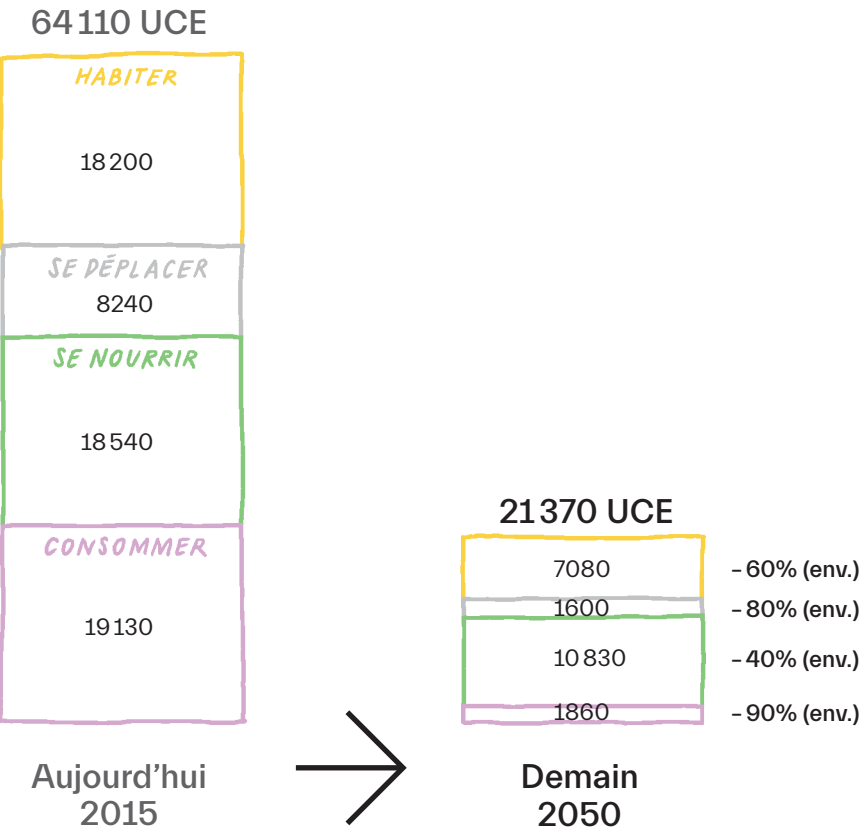 64 110 UCE
HABITER
18 200
SE DÉPLACER
8240
SE NOURRIR
18 540
CONSOMMER
19 130
Aujourd’hui
2015
21 370 UCE
7080
–60% (env.)
1600
–80% (env.)
10 830
–40% (env.)
1860
–90% (env.)
Demain
2050